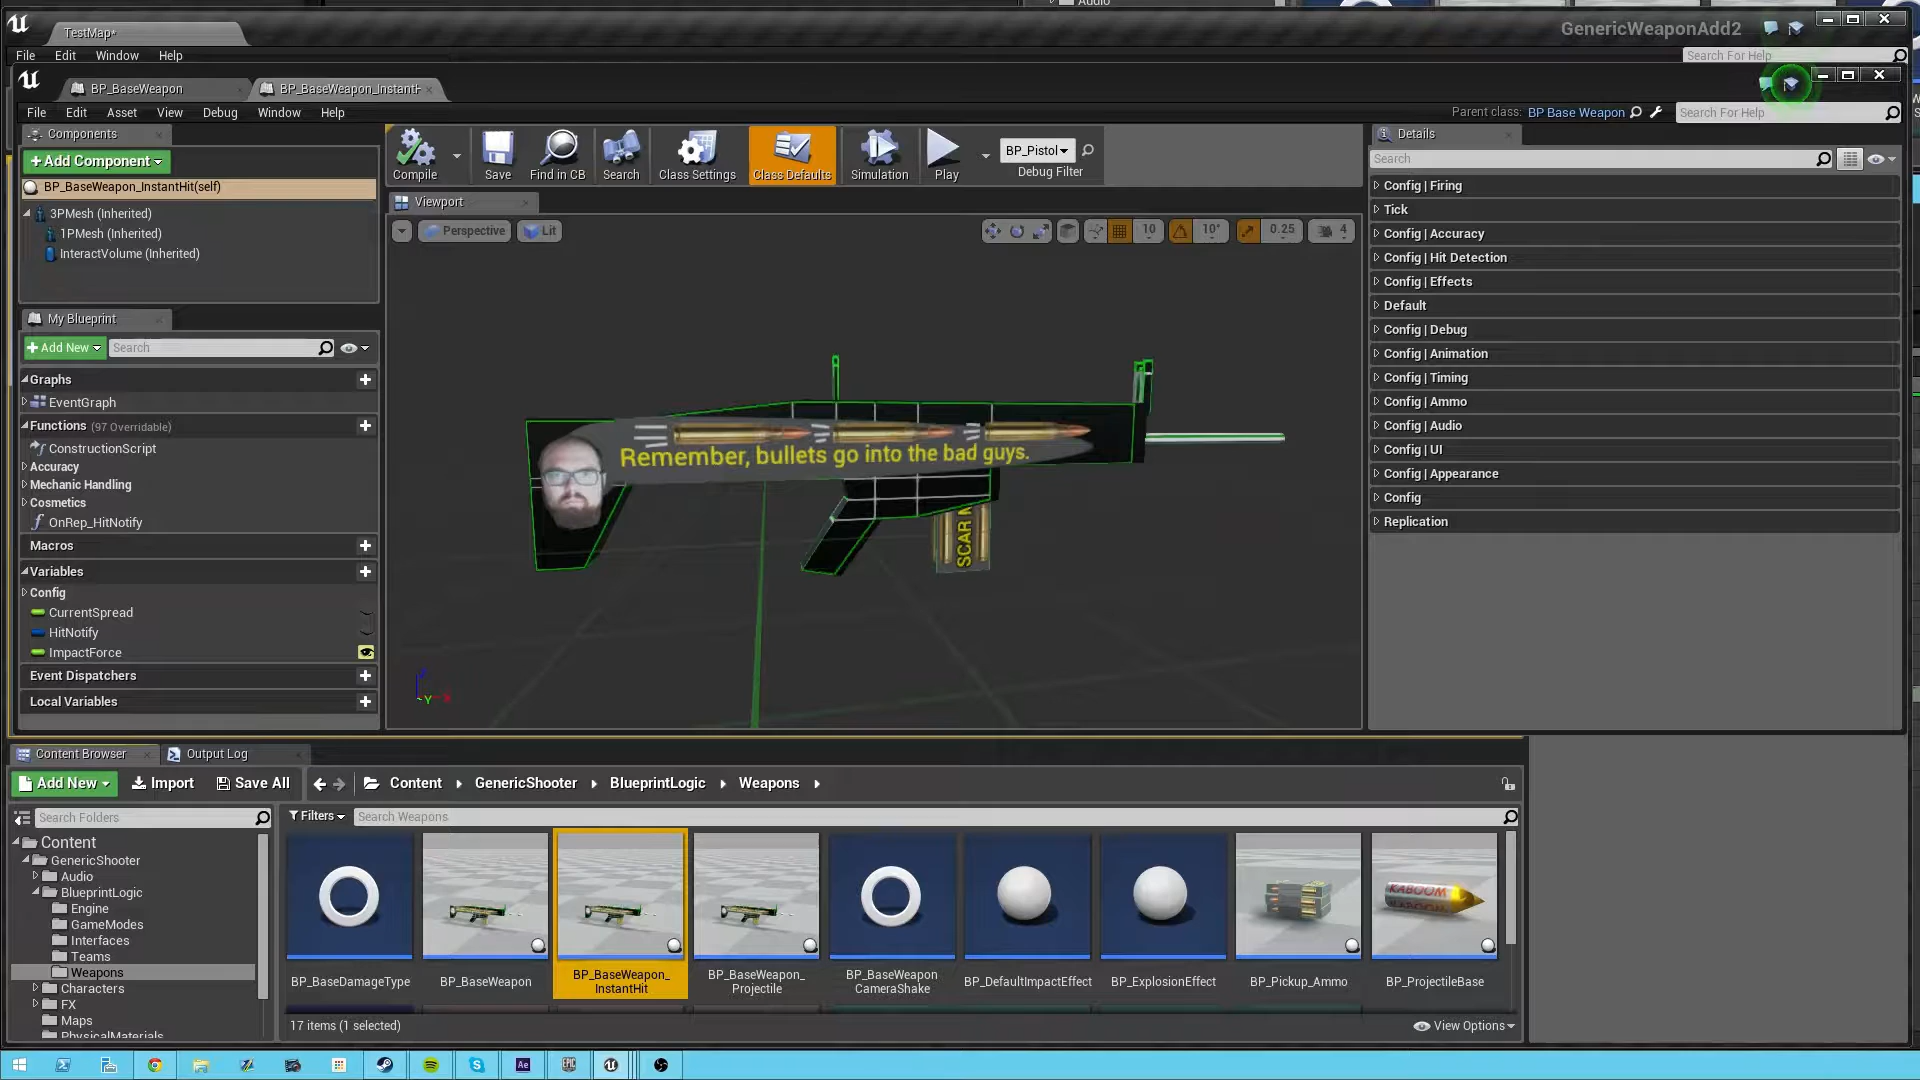 Audio
TestMap*
GenericWeaponAdd2
File Edit Window Help
Search For Help
BP_BaseWeapon
BP_BaseWeapon_InstantH
File Edit Asset View Debug Window Help
Parent class: BP Base Weapon
Search For Help
Components
+Add Component
BP_BaseWeapon_InstantHit(self)
3PMesh (Inherited)
1PMesh (Inherited)
InteractVolume (Inherited)
My Blueprint
+Add New
Search
Graphs
EventGraph
Functions (97 Overridable)
ConstructionScript
Accuracy
Mechanic Handling
Cosmetics
OnRep_HitNotify
Macros
Variables
Config
CurrentSpread
HitNotify
ImpactForce
Event Dispatchers
Local Variables
Compile
Save
Find in CB
Search
Class Settings
Class Defaults
Simulation
Play
BP_Pistol
Debug Filter
Viewport
Perspective
Lit
10
10°
0.25
4
Remember, bullets go into the bad guys.
Y
Details
Search
Config | Firing
Tick
Config | Accuracy
Config | Hit Detection
Config | Effects
Default
Config | Debug
Config | Animation
Config | Timing
Config | Ammo
Config | Audio
Config | UI
Config | Appearance
Config
Replication
Content Browser
Output Log
Add New
Import
Save All
Content
GenericShooter
BlueprintLogic
Weapons
Search Folders
Filters
Search Weapons
Content
GenericShooter
Audio
BlueprintLogic
Engine
GameModes
Interfaces
Teams
Weapons
Characters
FX
Maps
PhysicalMaterials
KABOOM
BP_BaseDamageType
BP_BaseWeapon
BP_BaseWeapon_
InstantHit
BP_BaseWeapon_
Projectile
BP_BaseWeapon
CameraShake
BP_DefaultImpactEffect
BP_ExplosionEffect
BP_Pickup_Ammo
BP_ProjectileBase
17 items (1 selected)
View Options
Ae
EPIC